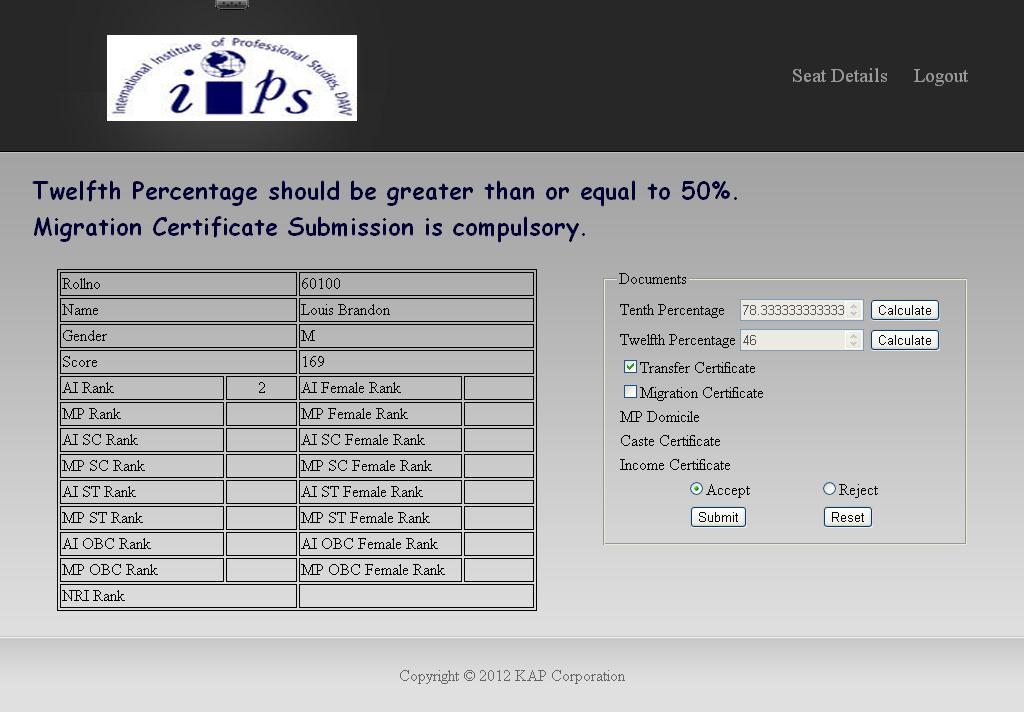 International Institute of Professional Studies, DAVV
i ps
Seat Details Logout
Twelfth Percentage should be greater than or equal to 50%.
Migration Certificate Submission is compulsory.
Rollno 60100
Name Louis Brandon
Gender M
Score 169
AI Rank 2 AI Female Rank
MP Rank MP Female Rank
AI SC Rank AI SC Female Rank
MP SC Rank MP SC Female Rank
AI ST Rank AI ST Female Rank
MP ST Rank MP ST Female Rank
AI OBC Rank AI OBC Female Rank
MP OBC Rank MP OBC Female Rank
NRI Rank
Documents
Tenth Percentage 78.333333333333 Calculate
Twelfth Percentage 46 Calculate
Transfer Certificate
Migration Certificate
MP Domicile
Caste Certificate
Income Certificate
Accept Reject
Submit Reset
Copyright © 2012 KAP Corporation